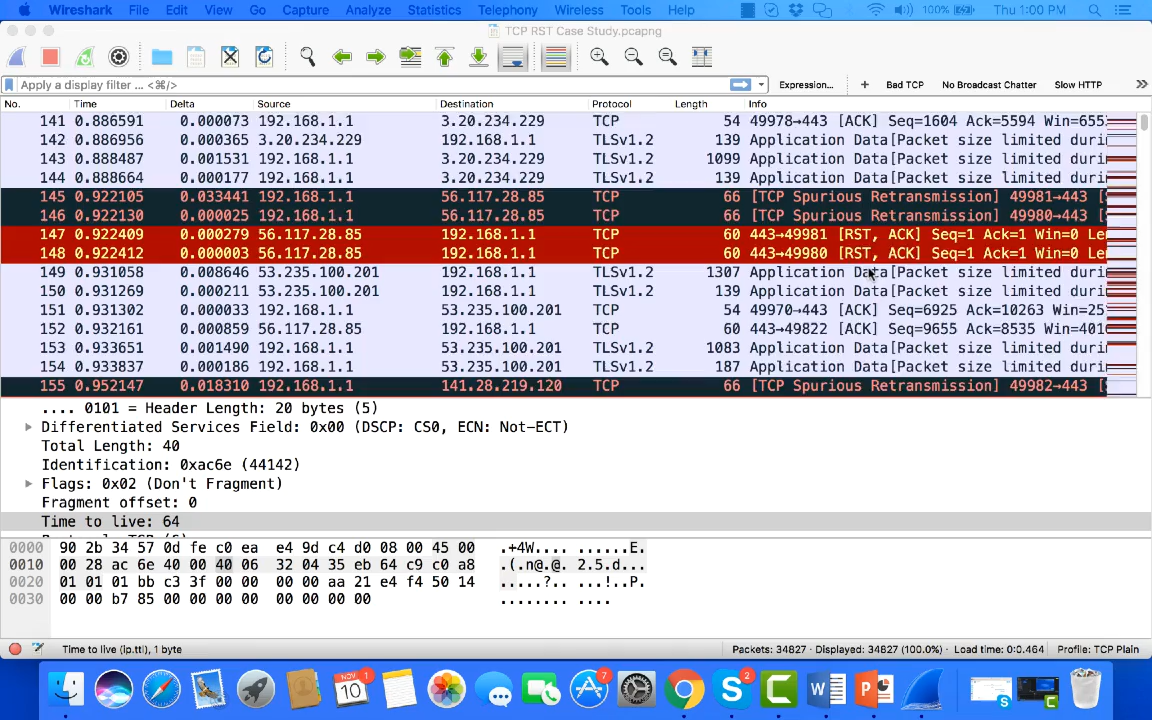 Wireshark File Edit View Go Capture Analyze Statistics Telephony Wireless Tools Help 100% Thu 1:00 PM
TCP RST Case Study.pcapng
Apply a display filter ... <⌘/> Expression... + Bad TCP No Broadcast Chatter Slow HTTP »
No. Time Delta Source Destination Protocol Length Info
141 0.886591 0.000073 192.168.1.1 3.20.234.229 TCP 54 49978→443 [ACK] Seq=1604 Ack=5594 Win=655
142 0.886956 0.000365 3.20.234.229 192.168.1.1 TLSv1.2 139 Application Data[Packet size limited duri
143 0.888487 0.001531 192.168.1.1 3.20.234.229 TLSv1.2 1099 Application Data[Packet size limited duri
144 0.888664 0.000177 192.168.1.1 3.20.234.229 TLSv1.2 139 Application Data[Packet size limited duri
145 0.922105 0.033441 192.168.1.1 56.117.28.85 TCP 66 [TCP Spurious Retransmission] 49981→443 [
146 0.922130 0.000025 192.168.1.1 56.117.28.85 TCP 66 [TCP Spurious Retransmission] 49980→443 [
147 0.922409 0.000279 56.117.28.85 192.168.1.1 TCP 60 443→49981 [RST, ACK] Seq=1 Ack=1 Win=0 Le
148 0.922412 0.000003 56.117.28.85 192.168.1.1 TCP 60 443→49980 [RST, ACK] Seq=1 Ack=1 Win=0 Le
149 0.931058 0.008646 53.235.100.201 192.168.1.1 TLSv1.2 1307 Application Data[Packet size limited duri
150 0.931269 0.000211 53.235.100.201 192.168.1.1 TLSv1.2 139 Application Data[Packet size limited duri
151 0.931302 0.000033 192.168.1.1 53.235.100.201 TCP 54 49970→443 [ACK] Seq=6925 Ack=10263 Win=25
152 0.932161 0.000859 56.117.28.85 192.168.1.1 TCP 60 443→49822 [ACK] Seq=9655 Ack=8535 Win=401
153 0.933651 0.001490 192.168.1.1 53.235.100.201 TLSv1.2 1083 Application Data[Packet size limited duri
154 0.933837 0.000186 192.168.1.1 53.235.100.201 TLSv1.2 187 Application Data[Packet size limited duri
155 0.952147 0.018310 192.168.1.1 141.28.219.120 TCP 66 [TCP Spurious Retransmission] 49982→443 [
.... 0101 = Header Length: 20 bytes (5)
Differentiated Services Field: 0x00 (DSCP: CS0, ECN: Not-ECT)
Total Length: 40
Identification: 0xac6e (44142)
Flags: 0x02 (Don't Fragment)
Fragment offset: 0
Time to live: 64
0000 90 2b 34 57 0d fe c0 ea e4 9d c4 d0 08 00 45 00 .+4W.... ......E.
0010 00 28 ac 6e 40 00 40 06 32 04 35 eb 64 c9 c0 a8 .(.n@.@. 2.5.d...
0020 01 01 01 bb c3 3f 00 00 00 00 aa 21 e4 f4 50 14 .....?.. ...!..P.
0030 00 00 b7 85 00 00 00 00 00 00 00 00 ........ ....
Time to live (ip.ttl), 1 byte Packets: 34827 · Displayed: 34827 (100.0%) · Load time: 0:0.464 Profile: TCP Plain
1 NOV 10 7 S 2 C W P S C